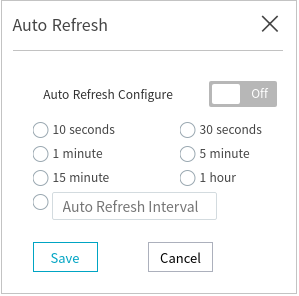 Auto Refresh
Auto Refresh Configure Off
10 seconds 30 seconds
1 minute 5 minute
15 minute 1 hour
Auto Refresh Interval
Save Cancel